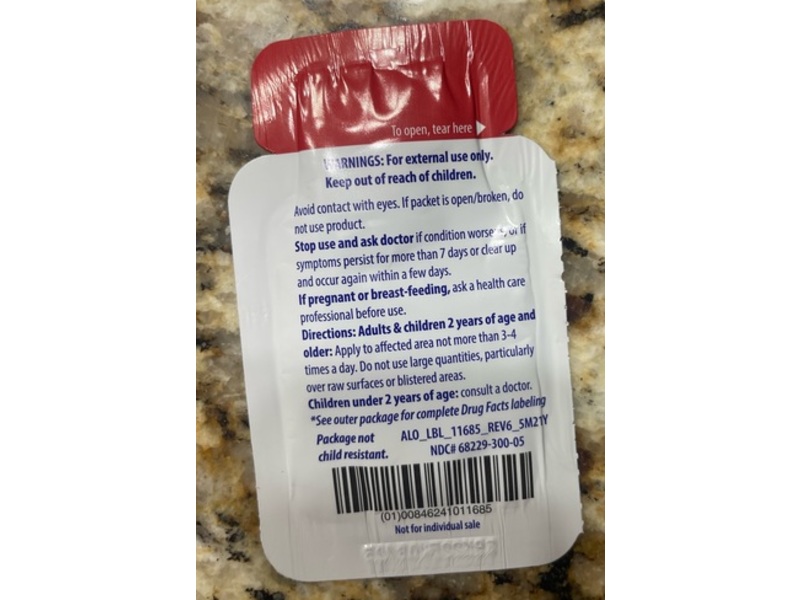 To open, tear here
WARNINGS: For external use only.
Keep out of reach of children.
Avoid contact with eyes. If packet is open/broken, do
not use product.
Stop use and ask doctor if condition worsens, or if
symptoms persist for more than 7 days or clear up
and occur again within a few days.
If pregnant or breast-feeding, ask a health care
professional before use.
Directions: Adults & children 2 years of age and
older: Apply to affected area not more than 3-4
times a day. Do not use large quantities, particularly
over raw surfaces or blistered areas.
Children under 2 years of age: consult a doctor.
*See outer package for complete Drug Facts labeling
Package not
child resistant.
ALO_LBL_11685_REV6_5M21Y
NDC# 68229-300-05
(01)00846241011685
Not for individual sale